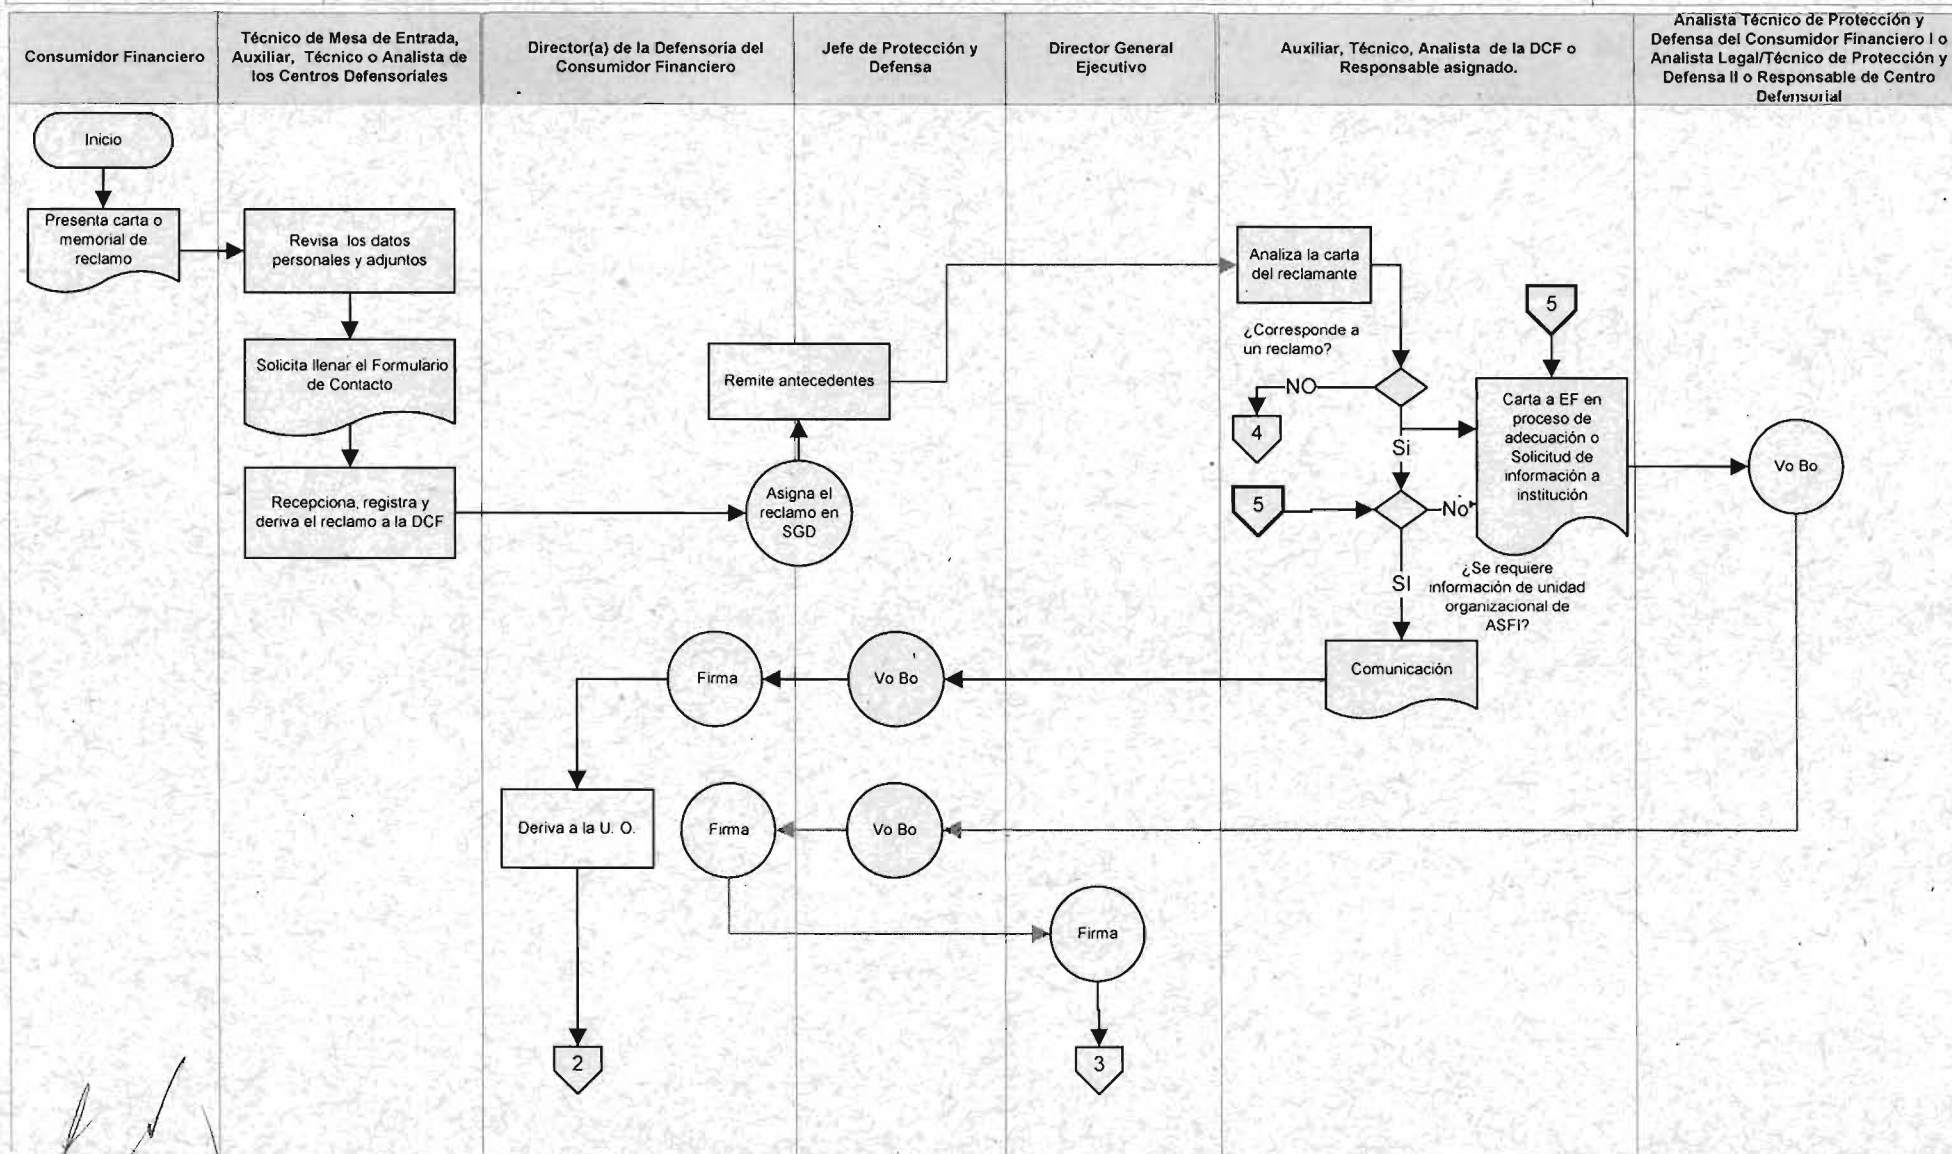 Consumidor Financiero
Técnico de Mesa de Entrada,
Auxiliar, Técnico o Analista de
los Centros Defensoriales
Director(a) de la Defensoría del
Consumidor Financiero
Jefe de Protección y
Defensa
Director General
Ejecutivo
Auxiliar, Técnico, Analista de la DCF o
Responsable asignado.
Analista Técnico de Protección y
Defensa del Consumidor Financiero I o
Analista Legal/Técnico de Protección y
Defensa II o Responsable de Centro
Defensorial
Inicio
Presenta carta o
memorial de
reclamo
Revisa los datos
personales y adjuntos
Solicita llenar el Formulario
de Contacto
Recepciona, registra y
deriva el reclamo a la DCF
Asigna el
reclamo en
SGD
Remite antecedentes
Analiza la carta
del reclamante
¿Corresponde a
un reclamo?
NO
4
Si
5
5
Carta a EF en
proceso de
adecuación o
Solicitud de
información a
institución
No
SI
¿Se requiere
información de unidad
organizacional de
ASFI?
Vo Bo
Comunicación
Vo Bo
Firma
Deriva a la U. O.
Vo Bo
Firma
Firma
2
3